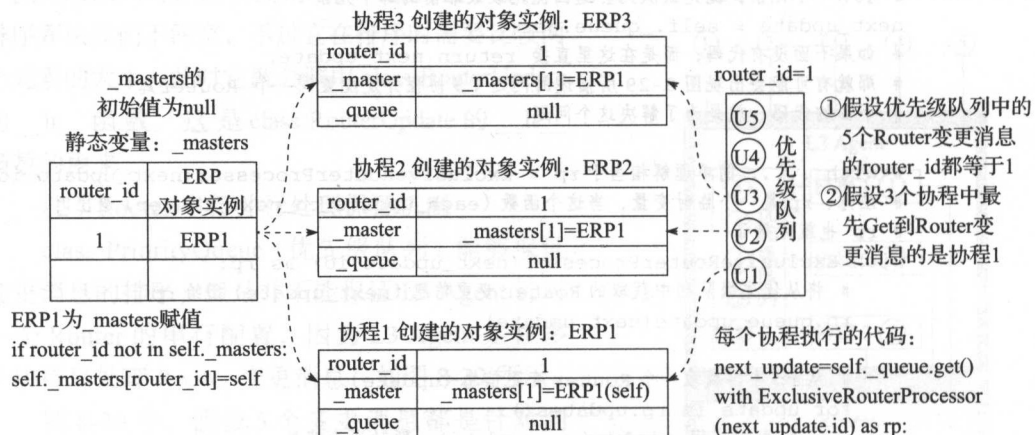 协程3 创建的对象实例：ERP3
router_id 1
_master _masters[1]=ERP1
_queue null
_masters的
初始值为null
静态变量：_masters
router_id ERP
对象实例
1 ERP1
协程2 创建的对象实例：ERP2
router_id 1
_master _masters[1]=ERP1
_queue null
router_id=1
U5
U4
U3
U2
U1
优先级队列
①假设优先级队列中的
5个Router变更消息
的router_id都等于1
②假设3个协程中最
先Get到Router变
更消息的是协程1
ERP1为_masters赋值
if router_id not in self._masters:
self._masters[router_id]=self
协程1 创建的对象实例：ERP1
router_id 1
_master _masters[1]=ERP1(self)
_queue null
每个协程执行的代码：
next_update=self._queue.get()
with ExclusiveRouterProcessor
(next_update.id) as rp: